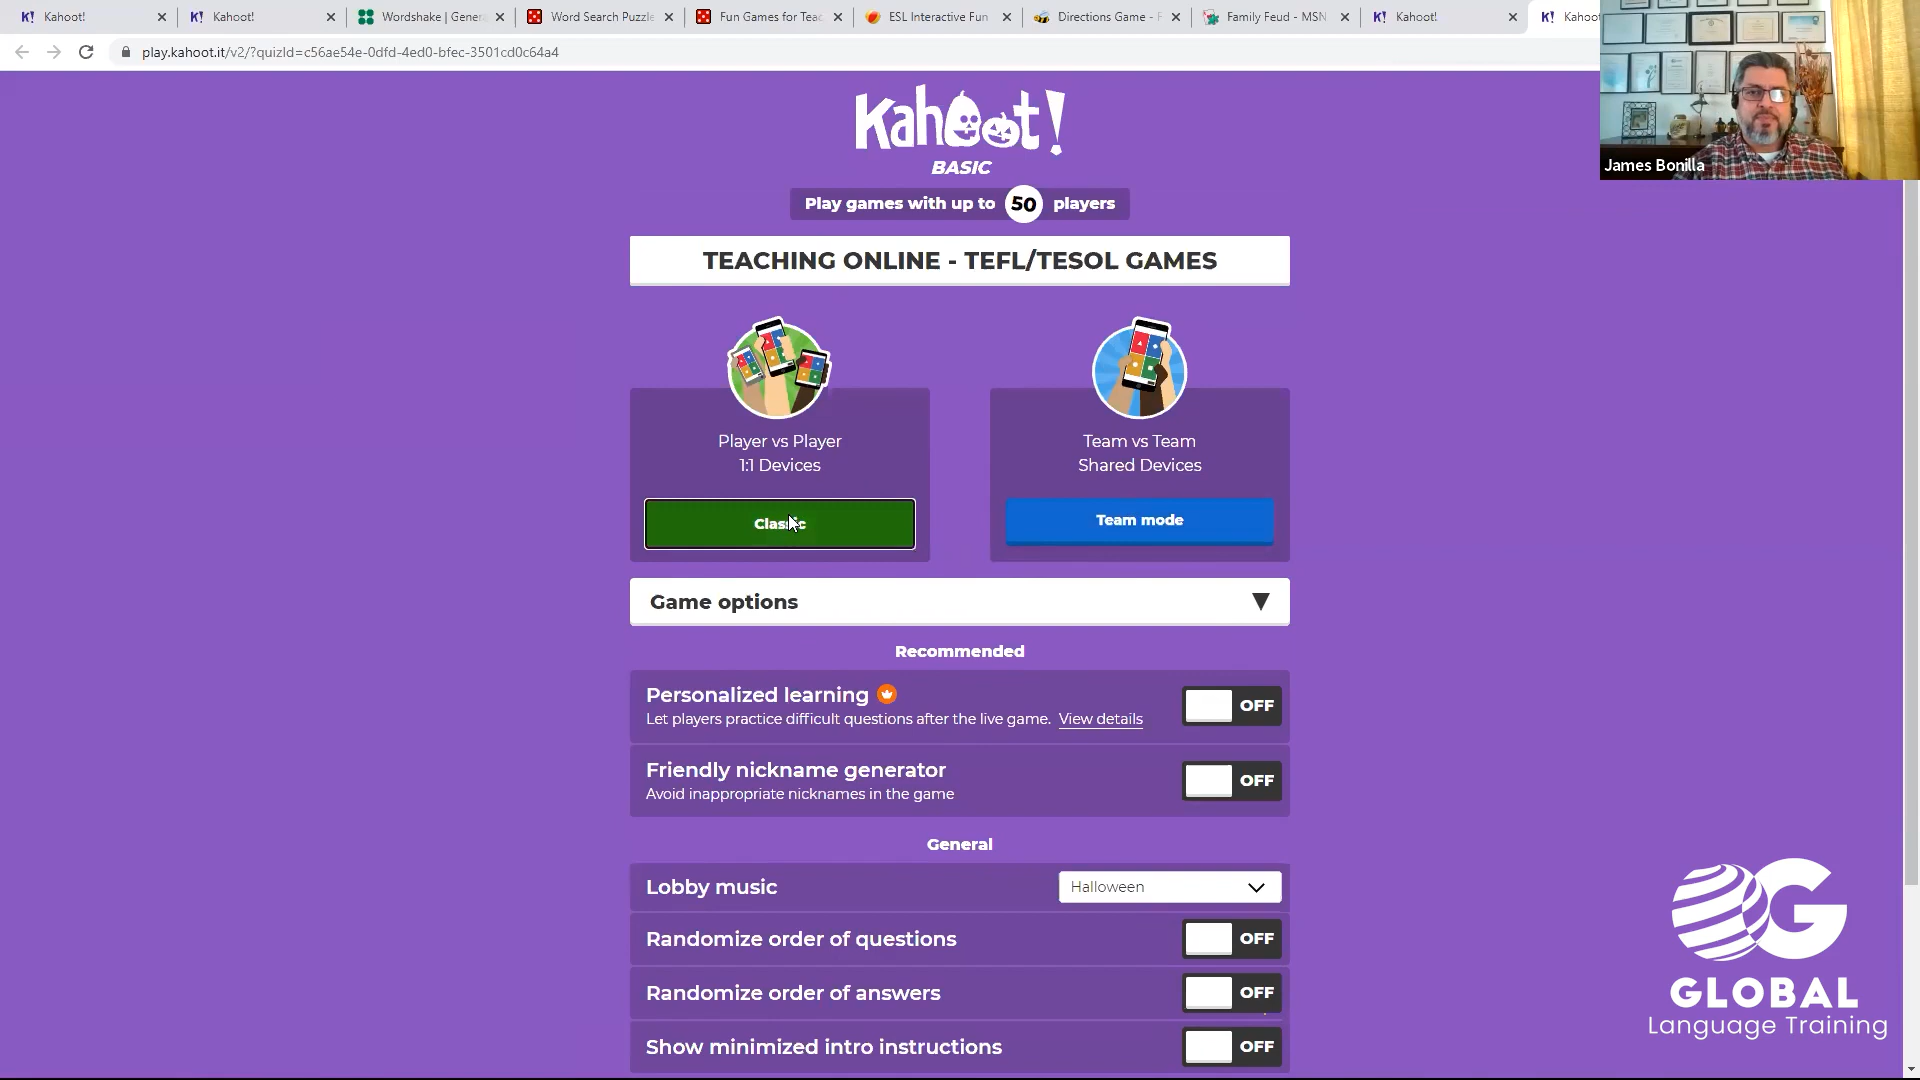 Kahoot!
Kahoot!
Wordshake | Gener
Word Search Puzzle
Fun Games for Teac
ESL Interactive Fun
Directions Game - F
Family Feud - MSN
Kahoot!
Kahoo
play.kahoot.it/v2/?quizId=c56ae54e-0dfd-4ed0-bfec-3501cd0c64a4
James Bonilla
Kahoot!
BASIC
Play games with up to 50 players
TEACHING ONLINE - TEFL/TESOL GAMES
Player vs Player
1:1 Devices
Classic
Team vs Team
Shared Devices
Team mode
Game options
Recommended
Personalized learning
Let players practice difficult questions after the live game. View details
OFF
Friendly nickname generator
Avoid inappropriate nicknames in the game
OFF
General
Lobby music
Halloween
Randomize order of questions
OFF
Randomize order of answers
OFF
Show minimized intro instructions
OFF
G
GLOBAL
Language Training